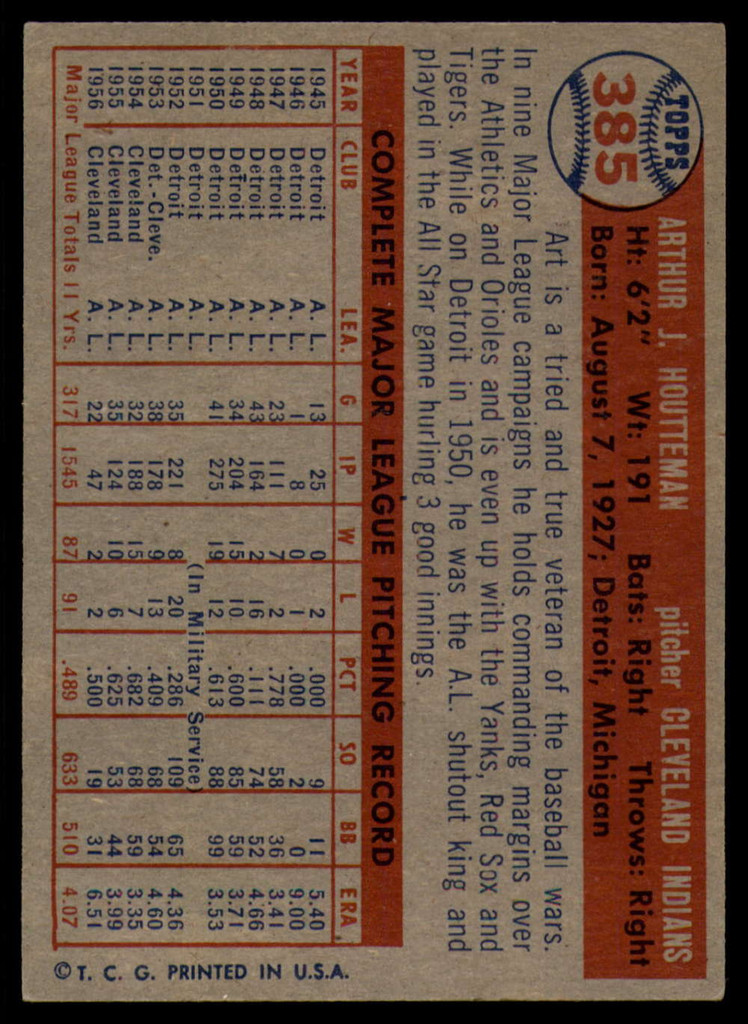 TOPPS
385
ARTHUR J. HOUTTEMAN pitcher CLEVELAND INDIANS
Ht: 6'2" Wt: 191 Bats: Right Throws: Right
Born: August 7, 1927; Detroit, Michigan
Art is a tried and true veteran of the baseball wars.
In nine Major League campaigns he holds commanding margins over
the Athletics and Orioles and is even up with the Yanks, Red Sox and
Tigers. While on Detroit in 1950, he was the A.L. shutout king and
played in the All Star game hurling 3 good innings.
COMPLETE MAJOR LEAGUE PITCHING RECORD
YEAR CLUB LEA. G IP W L PCT SO BB ERA
1945 Detroit A. L. 13 25 0 2 .000 9 11 5.40
1946 Detroit A. L. 1 8 0 1 .000 2 0 9.00
1947 Detroit A. L. 23 111 7 2 .778 58 36 3.41
1948 Detroit A. L. 43 164 2 16 .111 74 52 4.66
1949 Detroit A. L. 34 204 15 10 .600 85 59 3.71
1950 Detroit A. L. 41 275 19 12 .613 88 99 3.53
1951 Detroit A. L. (In Military Service)
1952 Detroit A. L. 35 221 8 20 .286 109 65 4.36
1953 Det.-Cleve. A. L. 38 178 9 13 .409 68 54 4.60
1954 Cleveland A. L. 32 188 15 7 .682 68 59 3.35
1955 Cleveland A. L. 35 124 10 6 .625 53 44 3.99
1956 Cleveland A. L. 22 47 2 2 .500 19 31 6.51
Major League Totals 11 Yrs. 317 1545 87 91 .489 633 510 4.07
© T. C. G. PRINTED IN U.S.A.